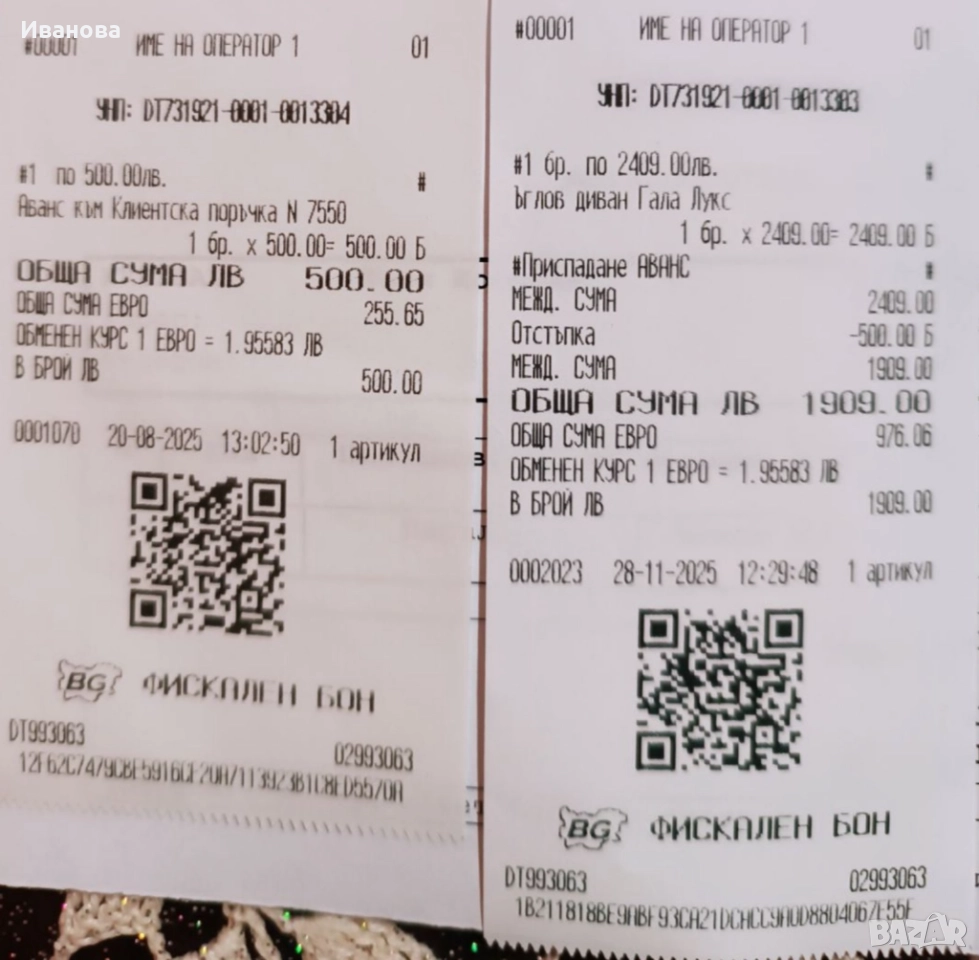 Иванова
#00001 ИМЕ НА ОПЕРАТОР 1 01
УНП: DT731921-0001-0013304
#1 по 500.00лв. #
Аванс към Клиентска поръчка N 7550
1 бр. x 500.00= 500.00 Б
ОБЩА СУМА ЛВ 500.00
ОБЩА СУМА ЕВРО 255.65
ОБМЕНЕН КУРС 1 ЕВРО = 1.95583 ЛВ
В БРОЙ ЛВ 500.00
0001070 20-08-2025 13:02:50 1 артикул
BG ФИСКАЛЕН БОН
DT993063 02993063
#00001 ИМЕ НА ОПЕРАТОР 1 01
УНП: DT731921-0001-0013303
#1 бр. по 2409.00лв. #
Ъглов диван Гала Лукс
1 бр. x 2409.00= 2409.00 Б
#Приспадане АВАНС #
МЕЖД. СУМА 2409.00
Отстъпка -500.00 Б
МЕЖД. СУМА 1909.00
ОБЩА СУМА ЛВ 1909.00
ОБЩА СУМА ЕВРО 976.06
ОБМЕНЕН КУРС 1 ЕВРО = 1.95583 ЛВ
В БРОЙ ЛВ 1909.00
0002023 28-11-2025 12:29:48 1 артикул
BG ФИСКАЛЕН БОН
DT993063 02993063
BAZAR